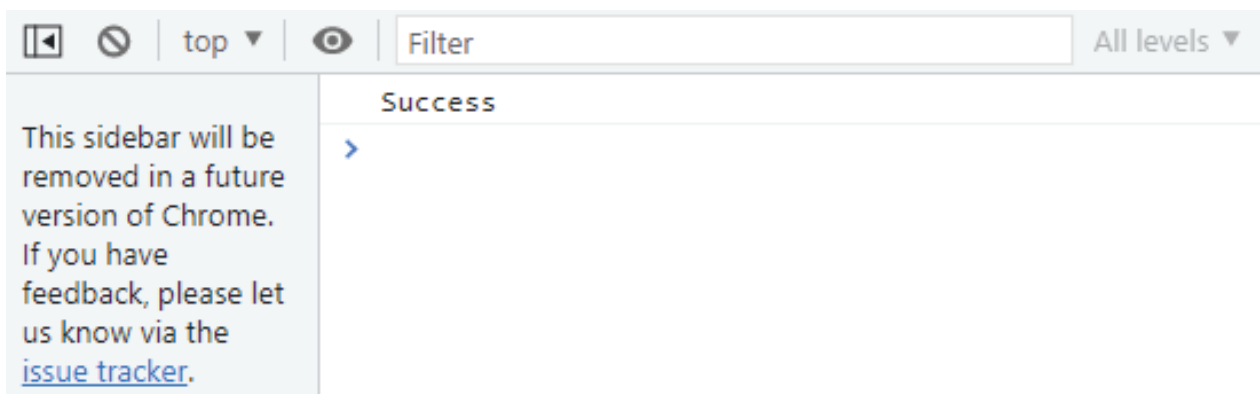 top ▼
Filter
All levels ▼
Success
This sidebar will be
removed in a future
version of Chrome.
If you have
feedback, please let
us know via the
issue tracker.